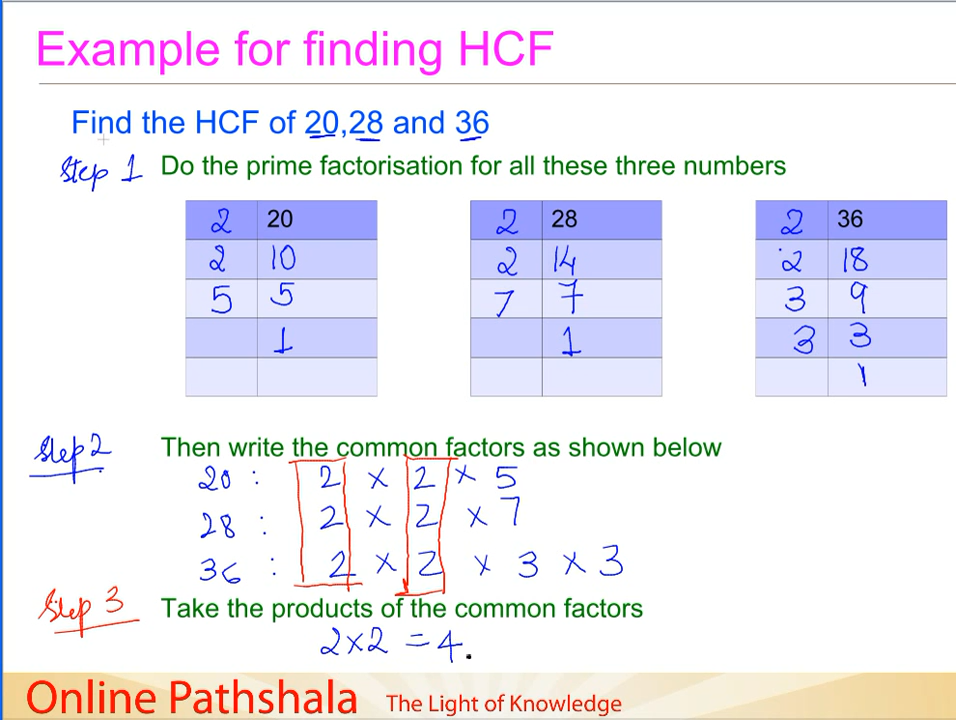 Example for finding HCF
Find the HCF of 20,28 and 36
Step 1 Do the prime factorisation for all these three numbers
2 20 2 28 2 36
2 10 2 14 2 18
5 5 7 7 3 9
1 1 3 3
1
Step 2 Then write the common factors as shown below
20 : 2 × 2 × 5
28 : 2 × 2 × 7
36 : 2 × 2 × 3 × 3
Step 3 Take the products of the common factors
2×2 = 4.
Online Pathshala The Light of Knowledge